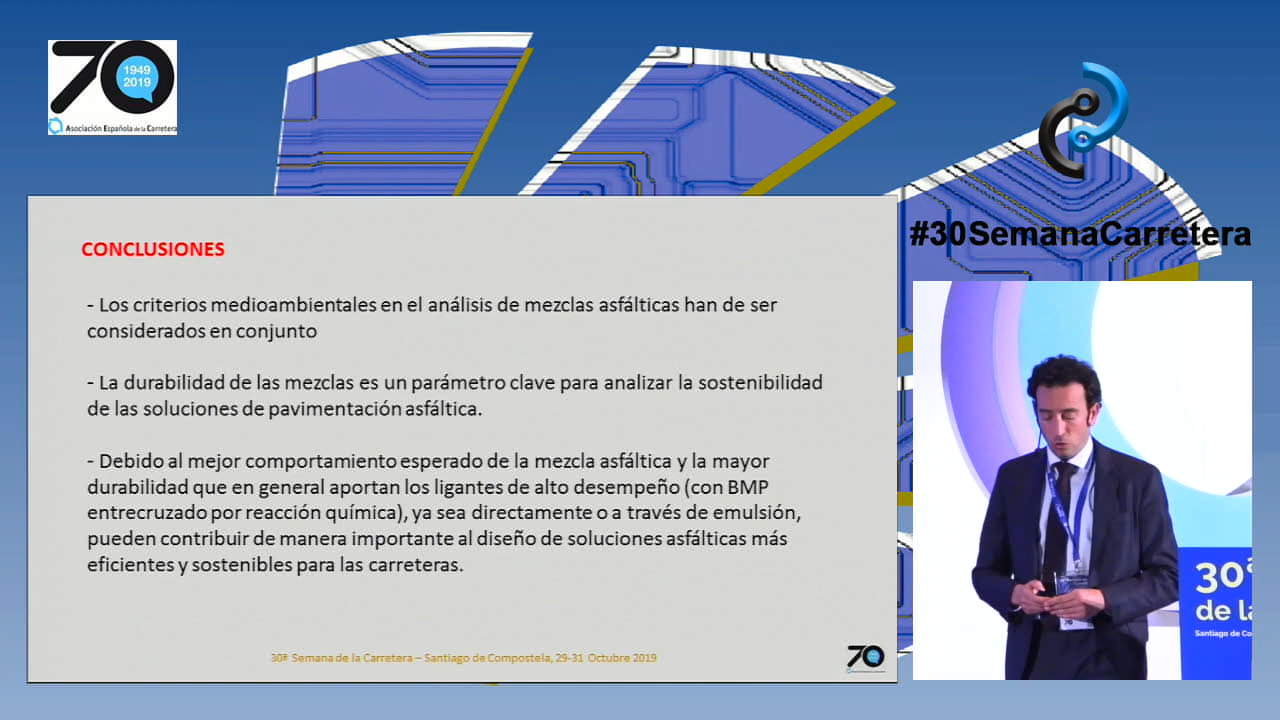 70
1949
2019
Asociación Española de la Carretera
#30SemanaCarretera
CONCLUSIONES
- Los criterios medioambientales en el análisis de mezclas asfálticas han de ser
considerados en conjunto
- La durabilidad de las mezclas es un parámetro clave para analizar la sostenibilidad
de las soluciones de pavimentación asfáltica.
- Debido al mejor comportamiento esperado de la mezcla asfáltica y la mayor
durabilidad que en general aportan los ligantes de alto desempeño (con BMP
entrecruzado por reacción química), ya sea directamente o a través de emulsión,
pueden contribuir de manera importante al diseño de soluciones asfálticas más
eficientes y sostenibles para las carreteras.
30ª Semana de la Carretera – Santiago de Compostela, 29-31 Octubre 2019
70
30ª
de la
Santiago de Co